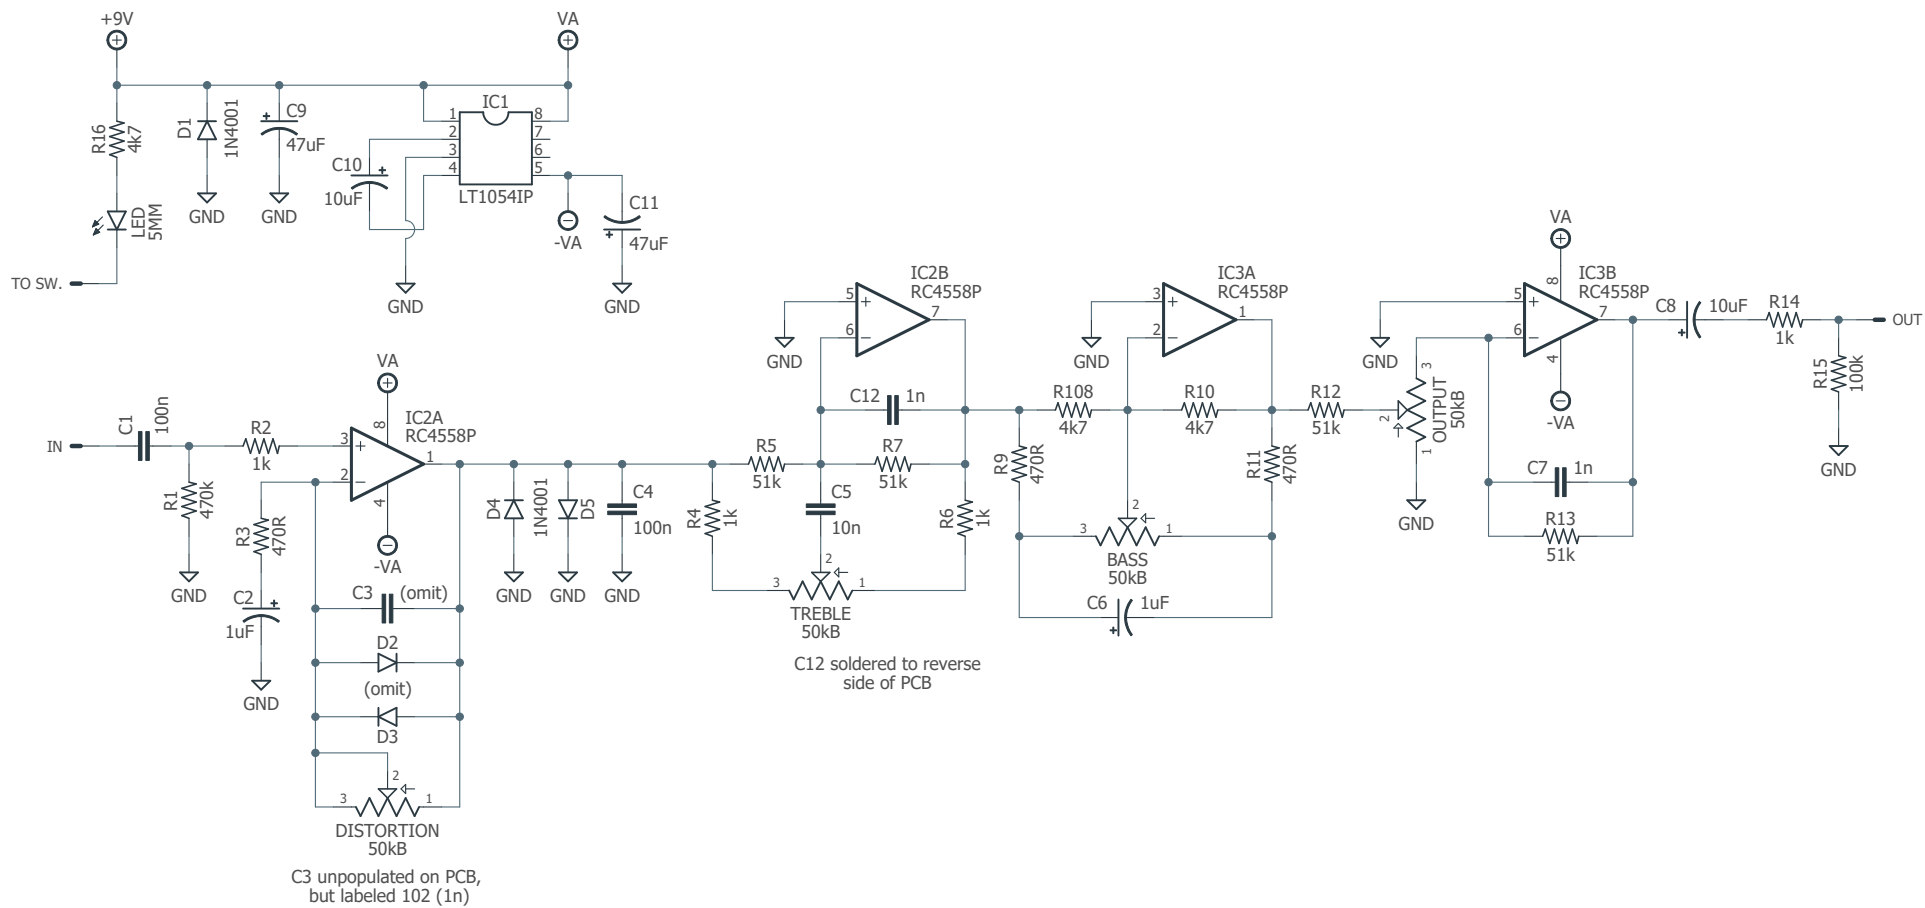 +9V
VA
R16
4k7
D1
1N4001
C9
47uF
C10
10uF
IC1
1
2
3
4
8
7
6
5
LT1054IP
GND
GND
LED
5MM
TO SW.
GND
-VA
C11
47uF
GND
IN
C1
100n
R1
470k
GND
R2
1k
VA
IC2A
RC4558P
3
2
8
4
1
-VA
R3
470R
C2
1uF
GND
C3
(omit)
D2
(omit)
D3
2
3
1
DISTORTION
50kB
C3 unpopulated on PCB,
but labeled 102 (1n)
D4
1N4001
D5
C4
100n
GND
GND
GND
IC2B
RC4558P
5
6
7
GND
C12
1n
R5
51k
R7
51k
R4
1k
C5
10n
R6
1k
2
3
1
TREBLE
50kB
C12 soldered to reverse
side of PCB
IC3A
RC4558P
3
2
1
GND
R108
4k7
R10
4k7
R9
470R
R11
470R
2
3
1
BASS
50kB
C6
1uF
R12
51k
2
3
1
OUTPUT
50kB
GND
GND
VA
IC3B
RC4558P
5
6
8
4
7
-VA
C7
1n
R13
51k
C8
10uF
R14
1k
OUT
R15
100k
GND